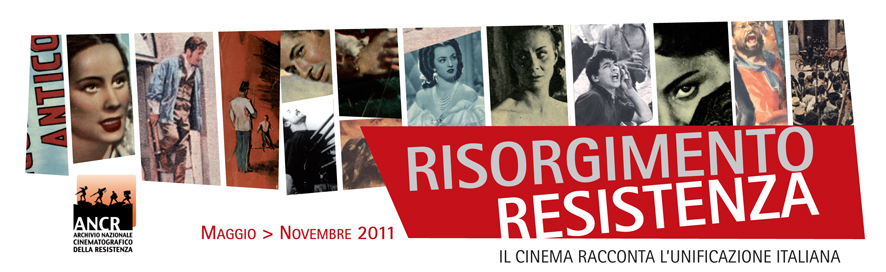 ANTICO
RISORGIMENTO
RESISTENZA
ANCR
ARCHIVIO NAZIONALE
CINEMATOGRAFICO
DELLA RESISTENZA
MAGGIO > NOVEMBRE 2011
IL CINEMA RACCONTA L'UNIFICAZIONE ITALIANA